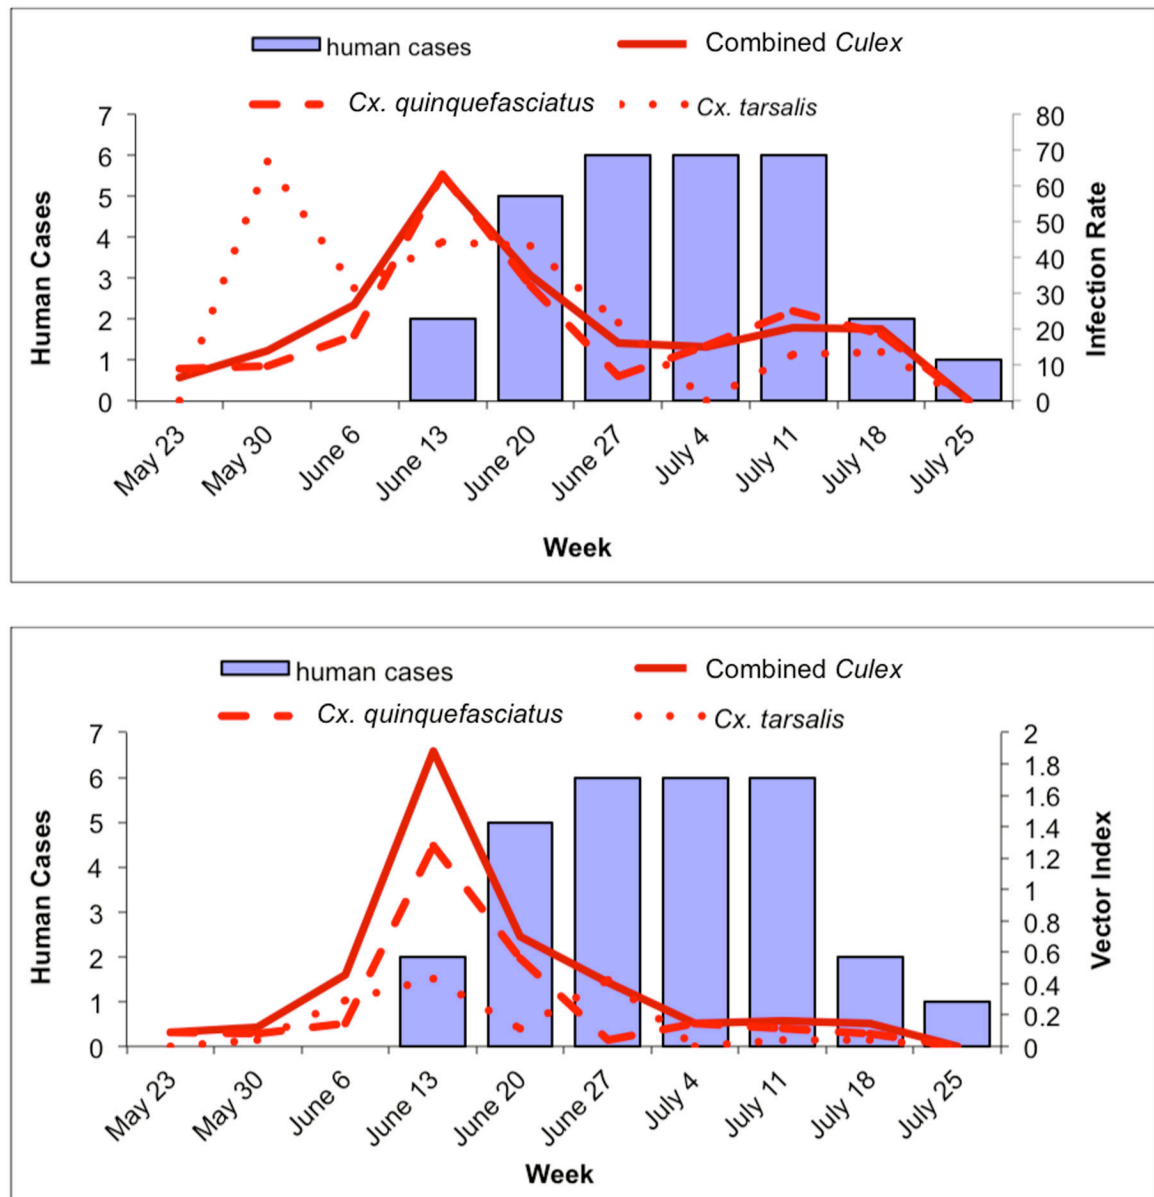 human cases Combined Culex
Cx. quinquefasciatus Cx. tarsalis
7 80
70
6
60
5
50
4
40
3
30
2
20
1
10
0 0
Human Cases
Infection Rate
May 23 May 30 June 6 June 13 June 20 June 27 July 4 July 11 July 18 July 25
Week
human cases Combined Culex
Cx. quinquefasciatus Cx. tarsalis
7 2
1.8
6
1.6
5
1.4
1.2
4
1
3
0.8
2
0.6
0.4
1
0.2
0 0
Human Cases
Vector Index
May 23 May 30 June 6 June 13 June 20 June 27 July 4 July 11 July 18 July 25
Week